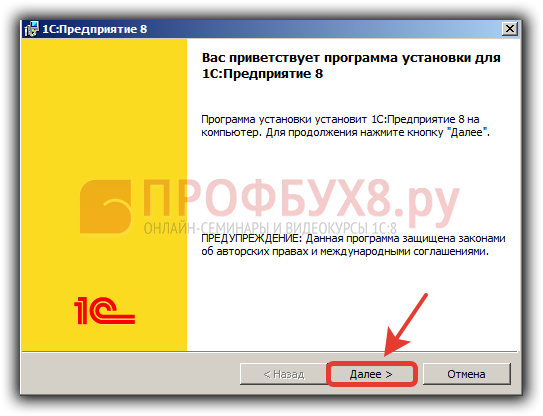 1С:Предприятие 8
Вас приветствует программа установки для
1С:Предприятие 8
Программа установки установит 1С:Предприятие 8 на
компьютер. Для продолжения нажмите кнопку "Далее".
ПРОФБУХ8.ру
ОНЛАЙН-СЕМИНАРЫ И ВИДЕОКУРСЫ 1С:8
ПРЕДУПРЕЖДЕНИЕ: Данная программа защищена законами
об авторских правах и международными соглашениями.
1С
< Назад
Далее >
Отмена